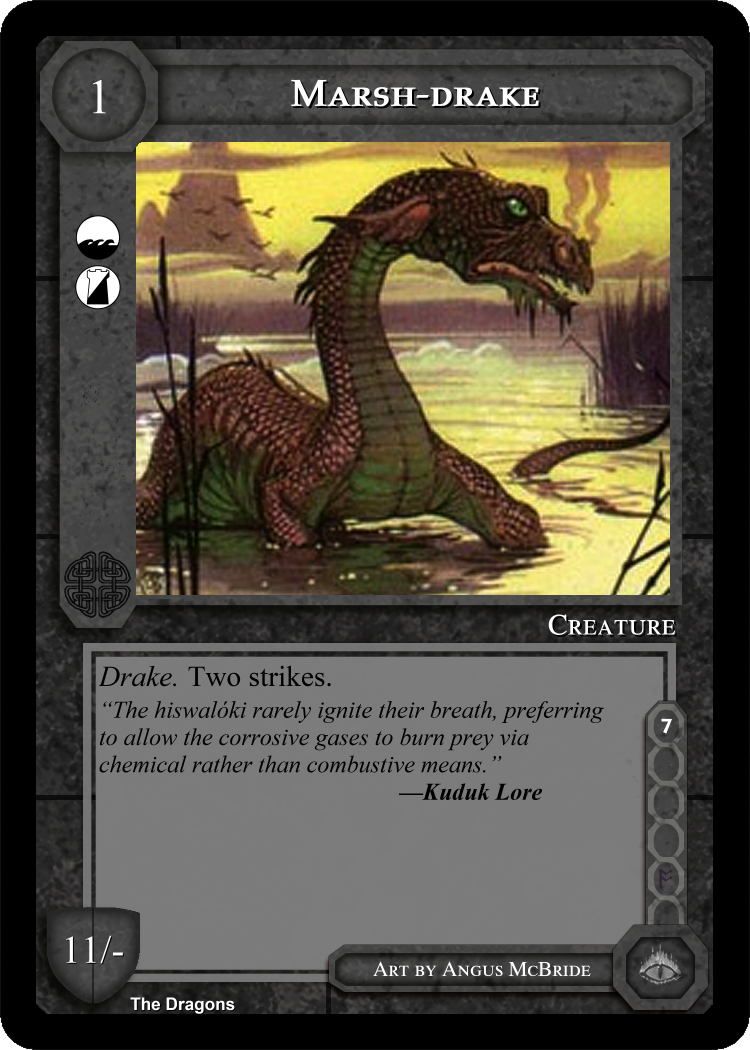 1
Marsh-drake
Creature
Drake. Two strikes.
“The hiswalóki rarely ignite their breath, preferring
to allow the corrosive gases to burn prey via
chemical rather than combustive means.”
—Kuduk Lore
7
11/-
Art by Angus McBride
The Dragons